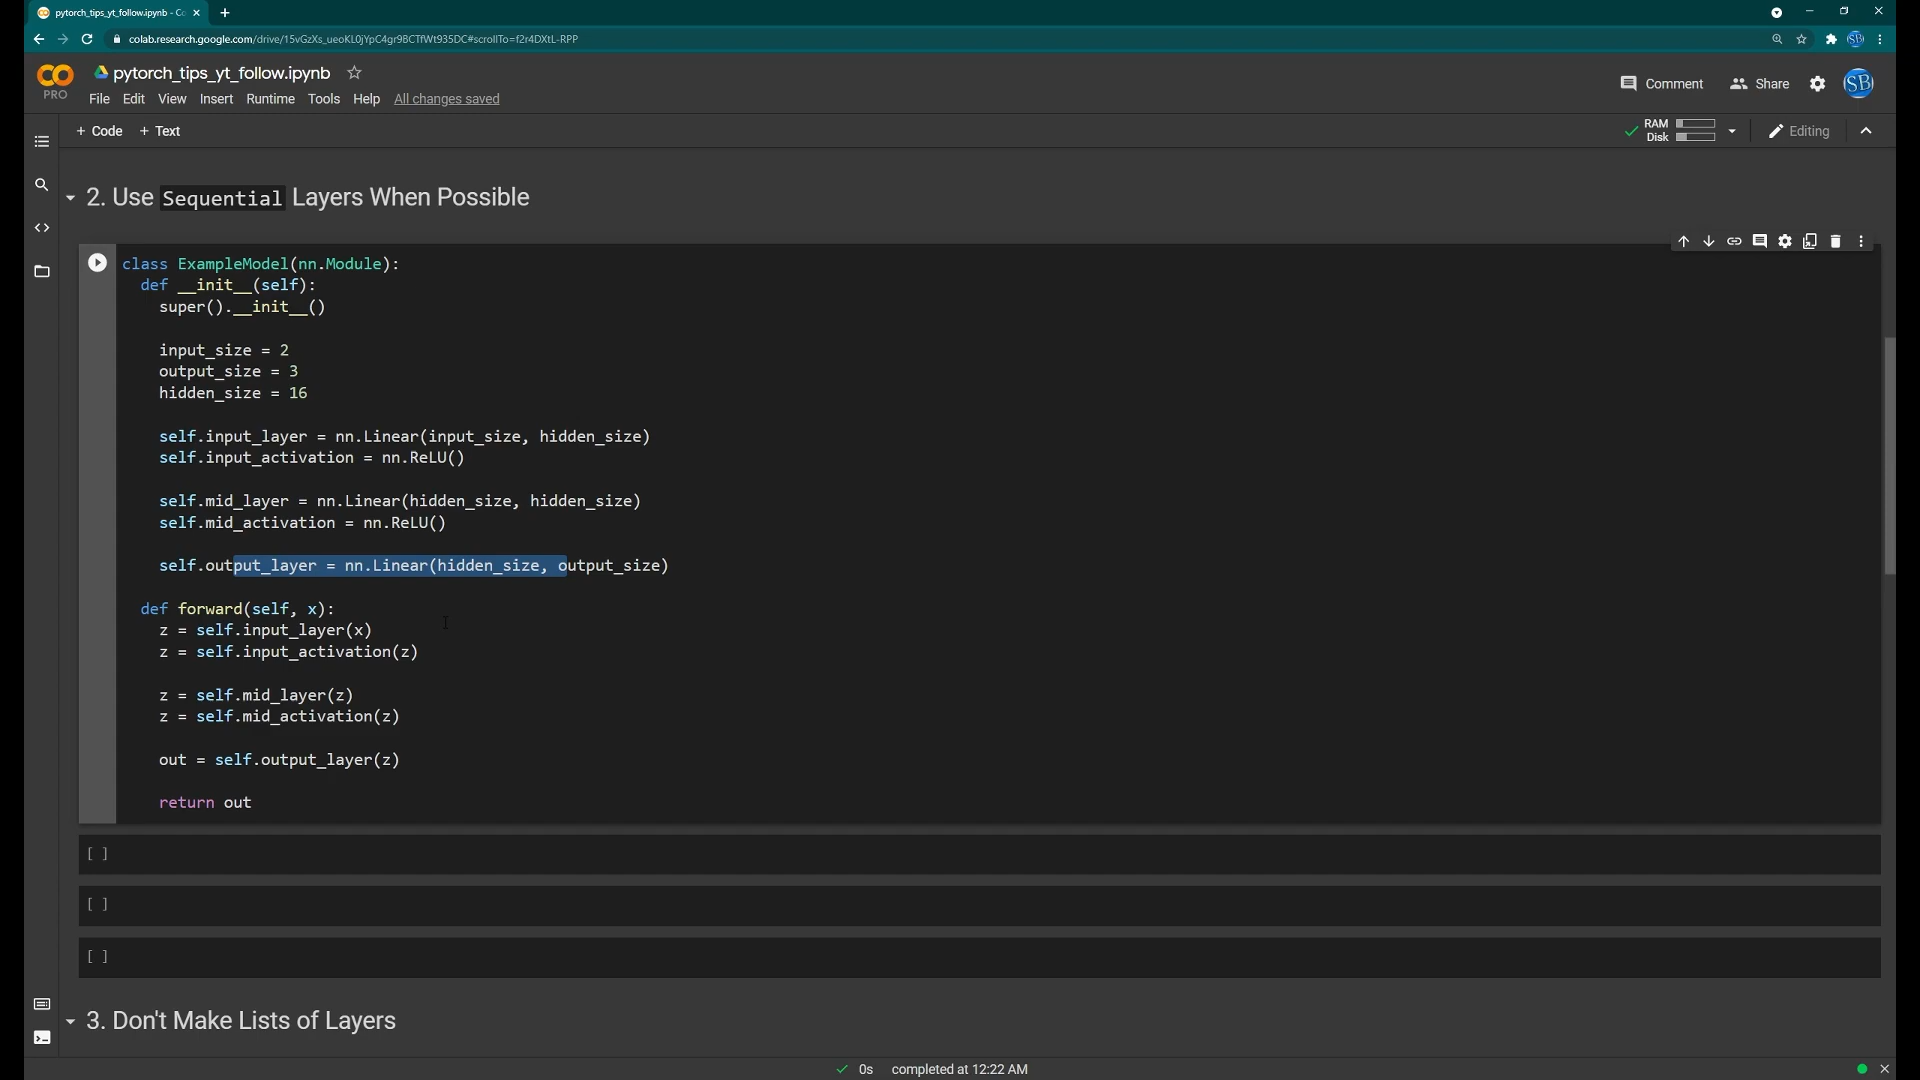 pytorch_tips_yt_follow.ipynb - Co
colab.research.google.com/drive/15vGzXs_ueoKL0jYpC4gr9BCTfWt935DC#scrollTo=f2r4DXtL-RPP
SB
CO
PRO
pytorch_tips_yt_follow.ipynb
File Edit View Insert Runtime Tools Help All changes saved
Comment Share SB
+ Code + Text
RAM
Disk
Editing
2. Use Sequential Layers When Possible
class ExampleModel(nn.Module):
def __init__(self):
super().__init__()
input_size = 2
output_size = 3
hidden_size = 16
self.input_layer = nn.Linear(input_size, hidden_size)
self.input_activation = nn.ReLU()
self.mid_layer = nn.Linear(hidden_size, hidden_size)
self.mid_activation = nn.ReLU()
self.output_layer = nn.Linear(hidden_size, output_size)
def forward(self, x):
z = self.input_layer(x)
z = self.input_activation(z)
z = self.mid_layer(z)
z = self.mid_activation(z)
out = self.output_layer(z)
return out
[ ]
[ ]
[ ]
3. Don't Make Lists of Layers
0s completed at 12:22 AM